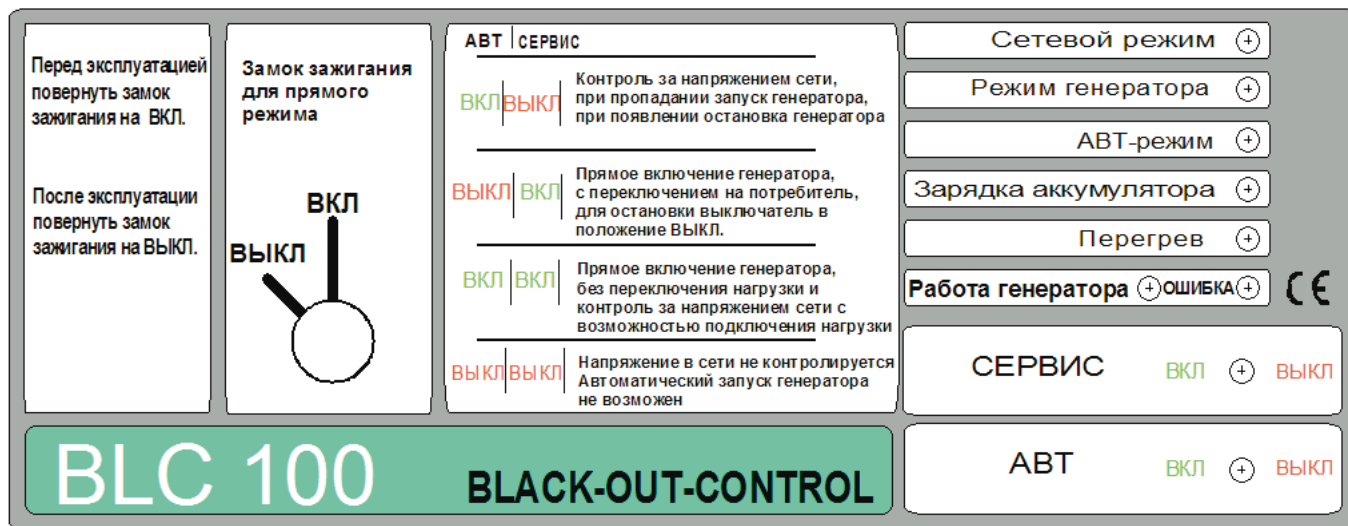 Перед эксплуатацией
повернуть замок
зажигания на ВКЛ.
После эксплуатации
повернуть замок
зажигания на ВЫКЛ.
Замок зажигания
для прямого
режима
ВКЛ
ВЫКЛ
АВТ СЕРВИС
ВКЛ ВЫКЛ
Контроль за напряжением сети,
при пропадании запуск генератора,
при появлении остановка генератора
ВЫКЛ ВКЛ
Прямое включение генератора,
с переключением на потребитель,
для остановки выключатель в
положение ВЫКЛ.
ВКЛ ВКЛ
Прямое включение генератора,
без переключения нагрузки и
контроль за напряжением сети с
возможностью подключения нагрузки
ВЫКЛ ВЫКЛ
Напряжение в сети не контролируется
Автоматический запуск генератора
не возможен
Сетевой режим
Режим генератора
АВТ-режим
Зарядка аккумулятора
Перегрев
Работа генератора ОШИБКА
CE
СЕРВИС ВКЛ ВЫКЛ
АВТ ВКЛ ВЫКЛ
BLC 100 BLACK-OUT-CONTROL